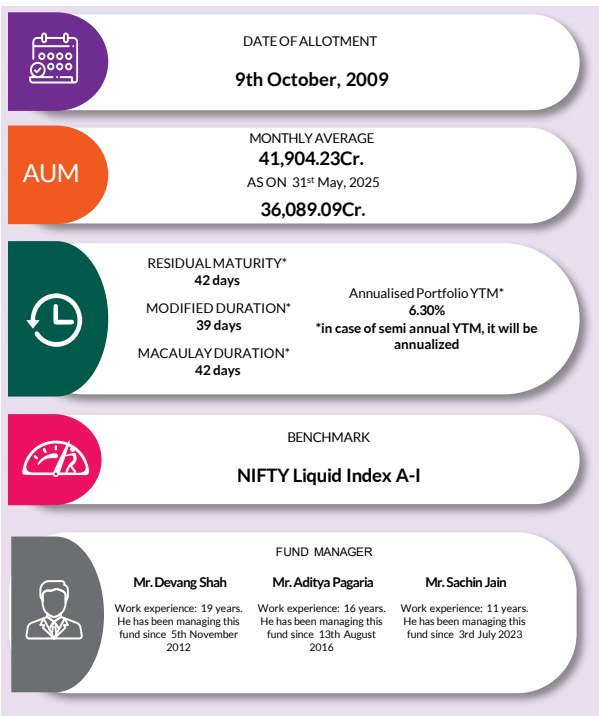 DATE OF ALLOTMENT
9th October, 2009
AUM
MONTHLY AVERAGE
41,904.23Cr.
AS ON 31st May, 2025
36,089.09Cr.
RESIDUAL MATURITY*
42 days
MODIFIED DURATION*
39 days
MACAULAY DURATION*
42 days
Annualised Portfolio YTM*
6.30%
*in case of semi annual YTM, it will be
annualized
BENCHMARK
NIFTY Liquid Index A-I
FUND MANAGER
Mr. Devang Shah
Work experience: 19 years.
He has been managing this
fund since 5th November
2012
Mr. Aditya Pagaria
Work experience: 16 years.
He has been managing this
fund since 13th August
2016
Mr. Sachin Jain
Work experience: 11 years.
He has been managing this
fund since 3rd July 2023